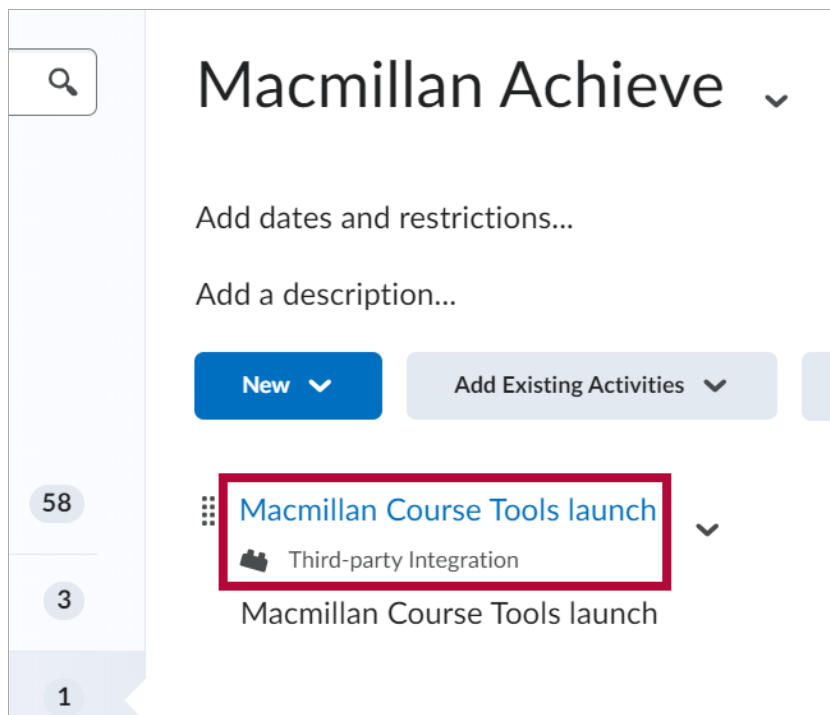 Macmillan Achieve
Add dates and restrictions...
Add a description...
New
Add Existing Activities
58
Macmillan Course Tools launch
Third-party Integration
3
Macmillan Course Tools launch
1